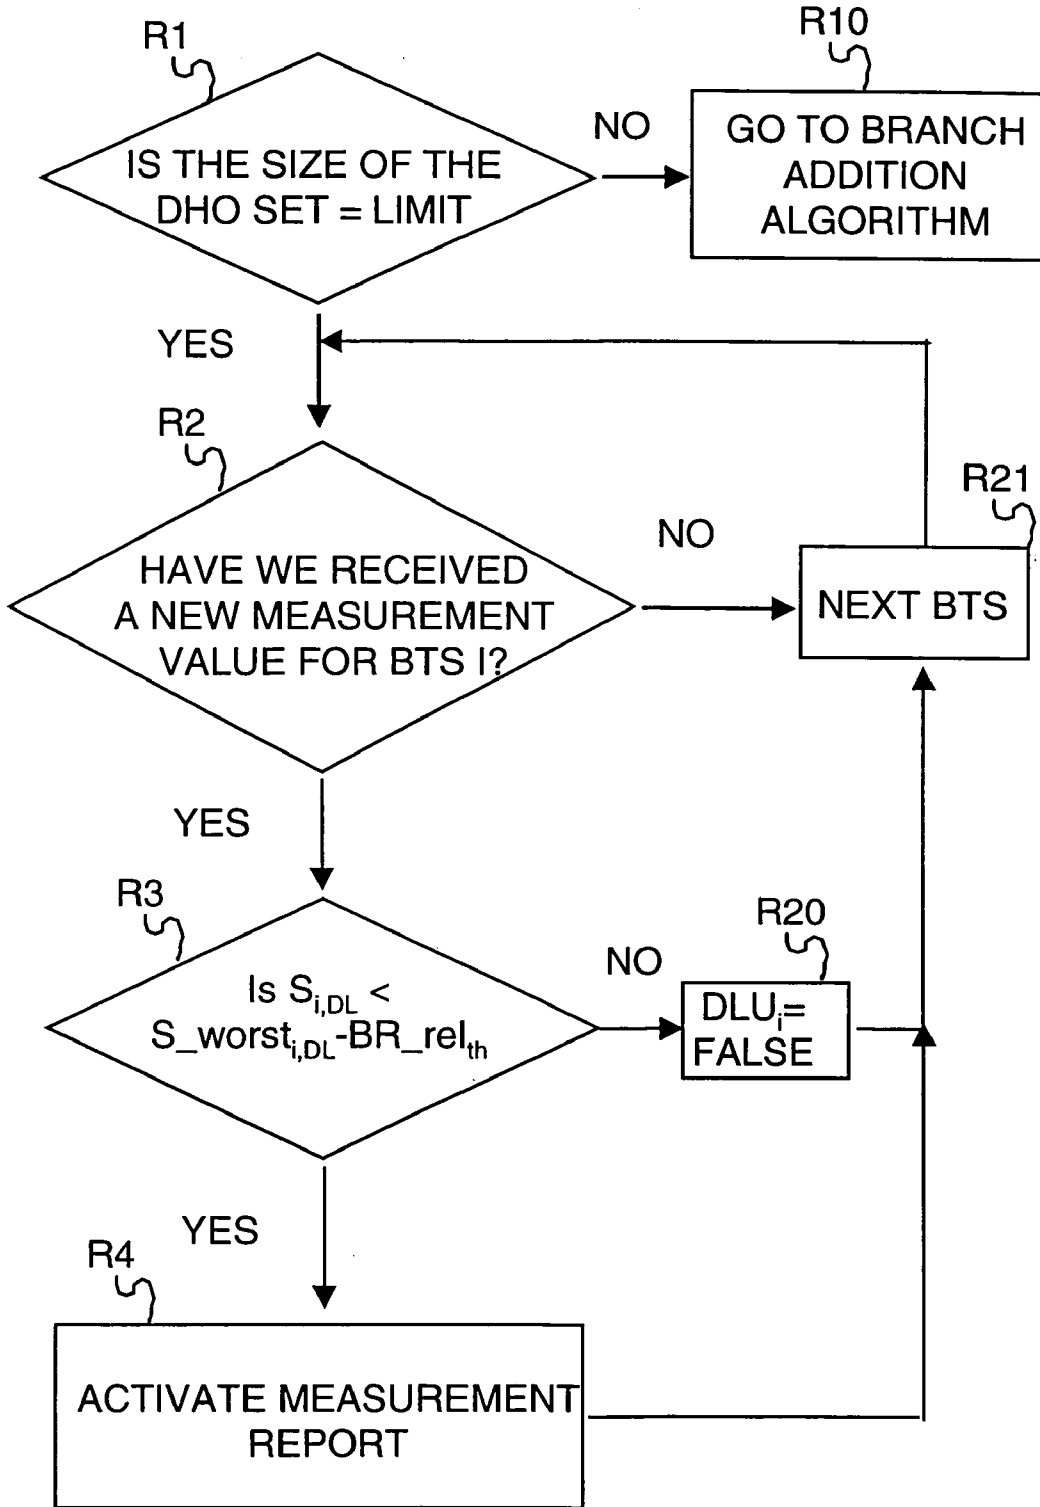 R1
IS THE SIZE OF THE
DHO SET = LIMIT
NO
R10
GO TO BRANCH
ADDITION
ALGORITHM
YES
R2
HAVE WE RECEIVED
A NEW MEASUREMENT
VALUE FOR BTS I?
NO
R21
NEXT BTS
YES
R3
Is S_{i,DL} <
S_worst_{i,DL}-BR_rel_{th}
NO
R20
DLU_i=
FALSE
YES
R4
ACTIVATE MEASUREMENT
REPORT